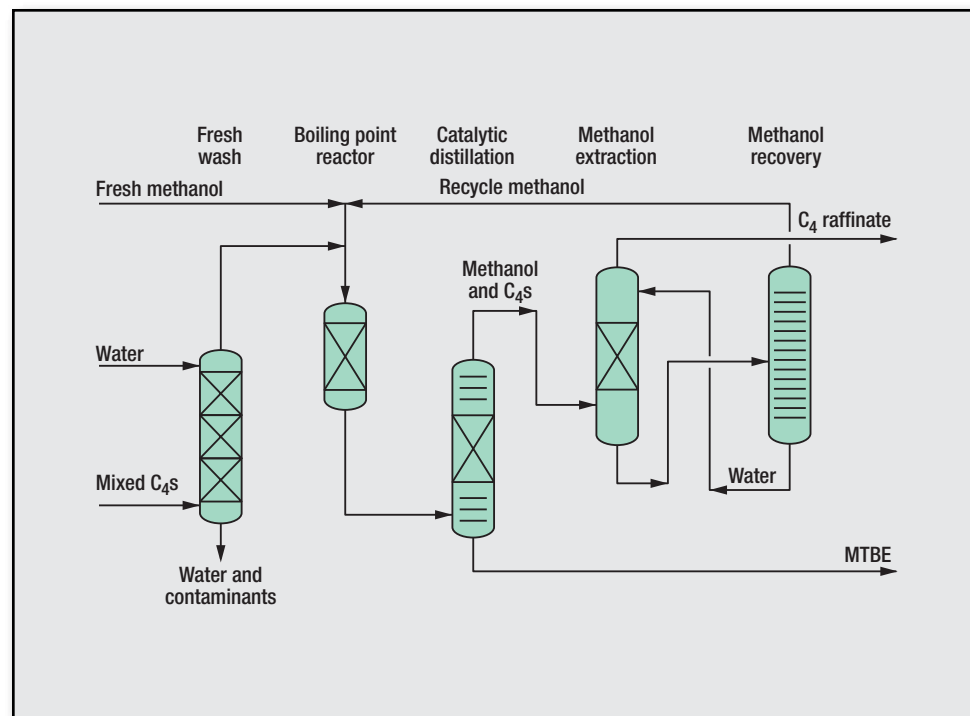 Fresh
wash
Boiling point
reactor
Catalytic
distillation
Methanol
extraction
Methanol
recovery
Fresh methanol
Recycle methanol
C₄ raffinate
Methanol
and C₄s
Water
Mixed C₄s
Water
Water and
contaminants
MTBE